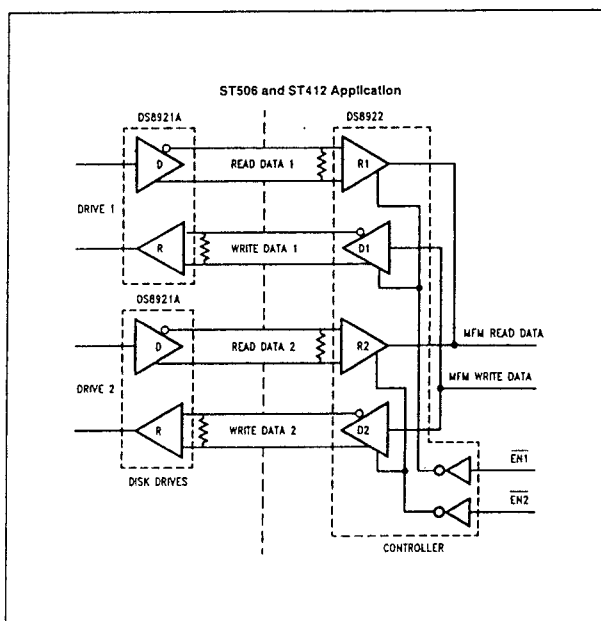 ST506 and ST412 Application
DS8921A
DS8922
D
READ DATA 1
R1
DRIVE 1
R
WRITE DATA 1
D1
DS8921A
D
READ DATA 2
R2
MFM READ DATA
MFM WRITE DATA
DRIVE 2
R
WRITE DATA 2
D2
EN1
DISK DRIVES
EN2
CONTROLLER